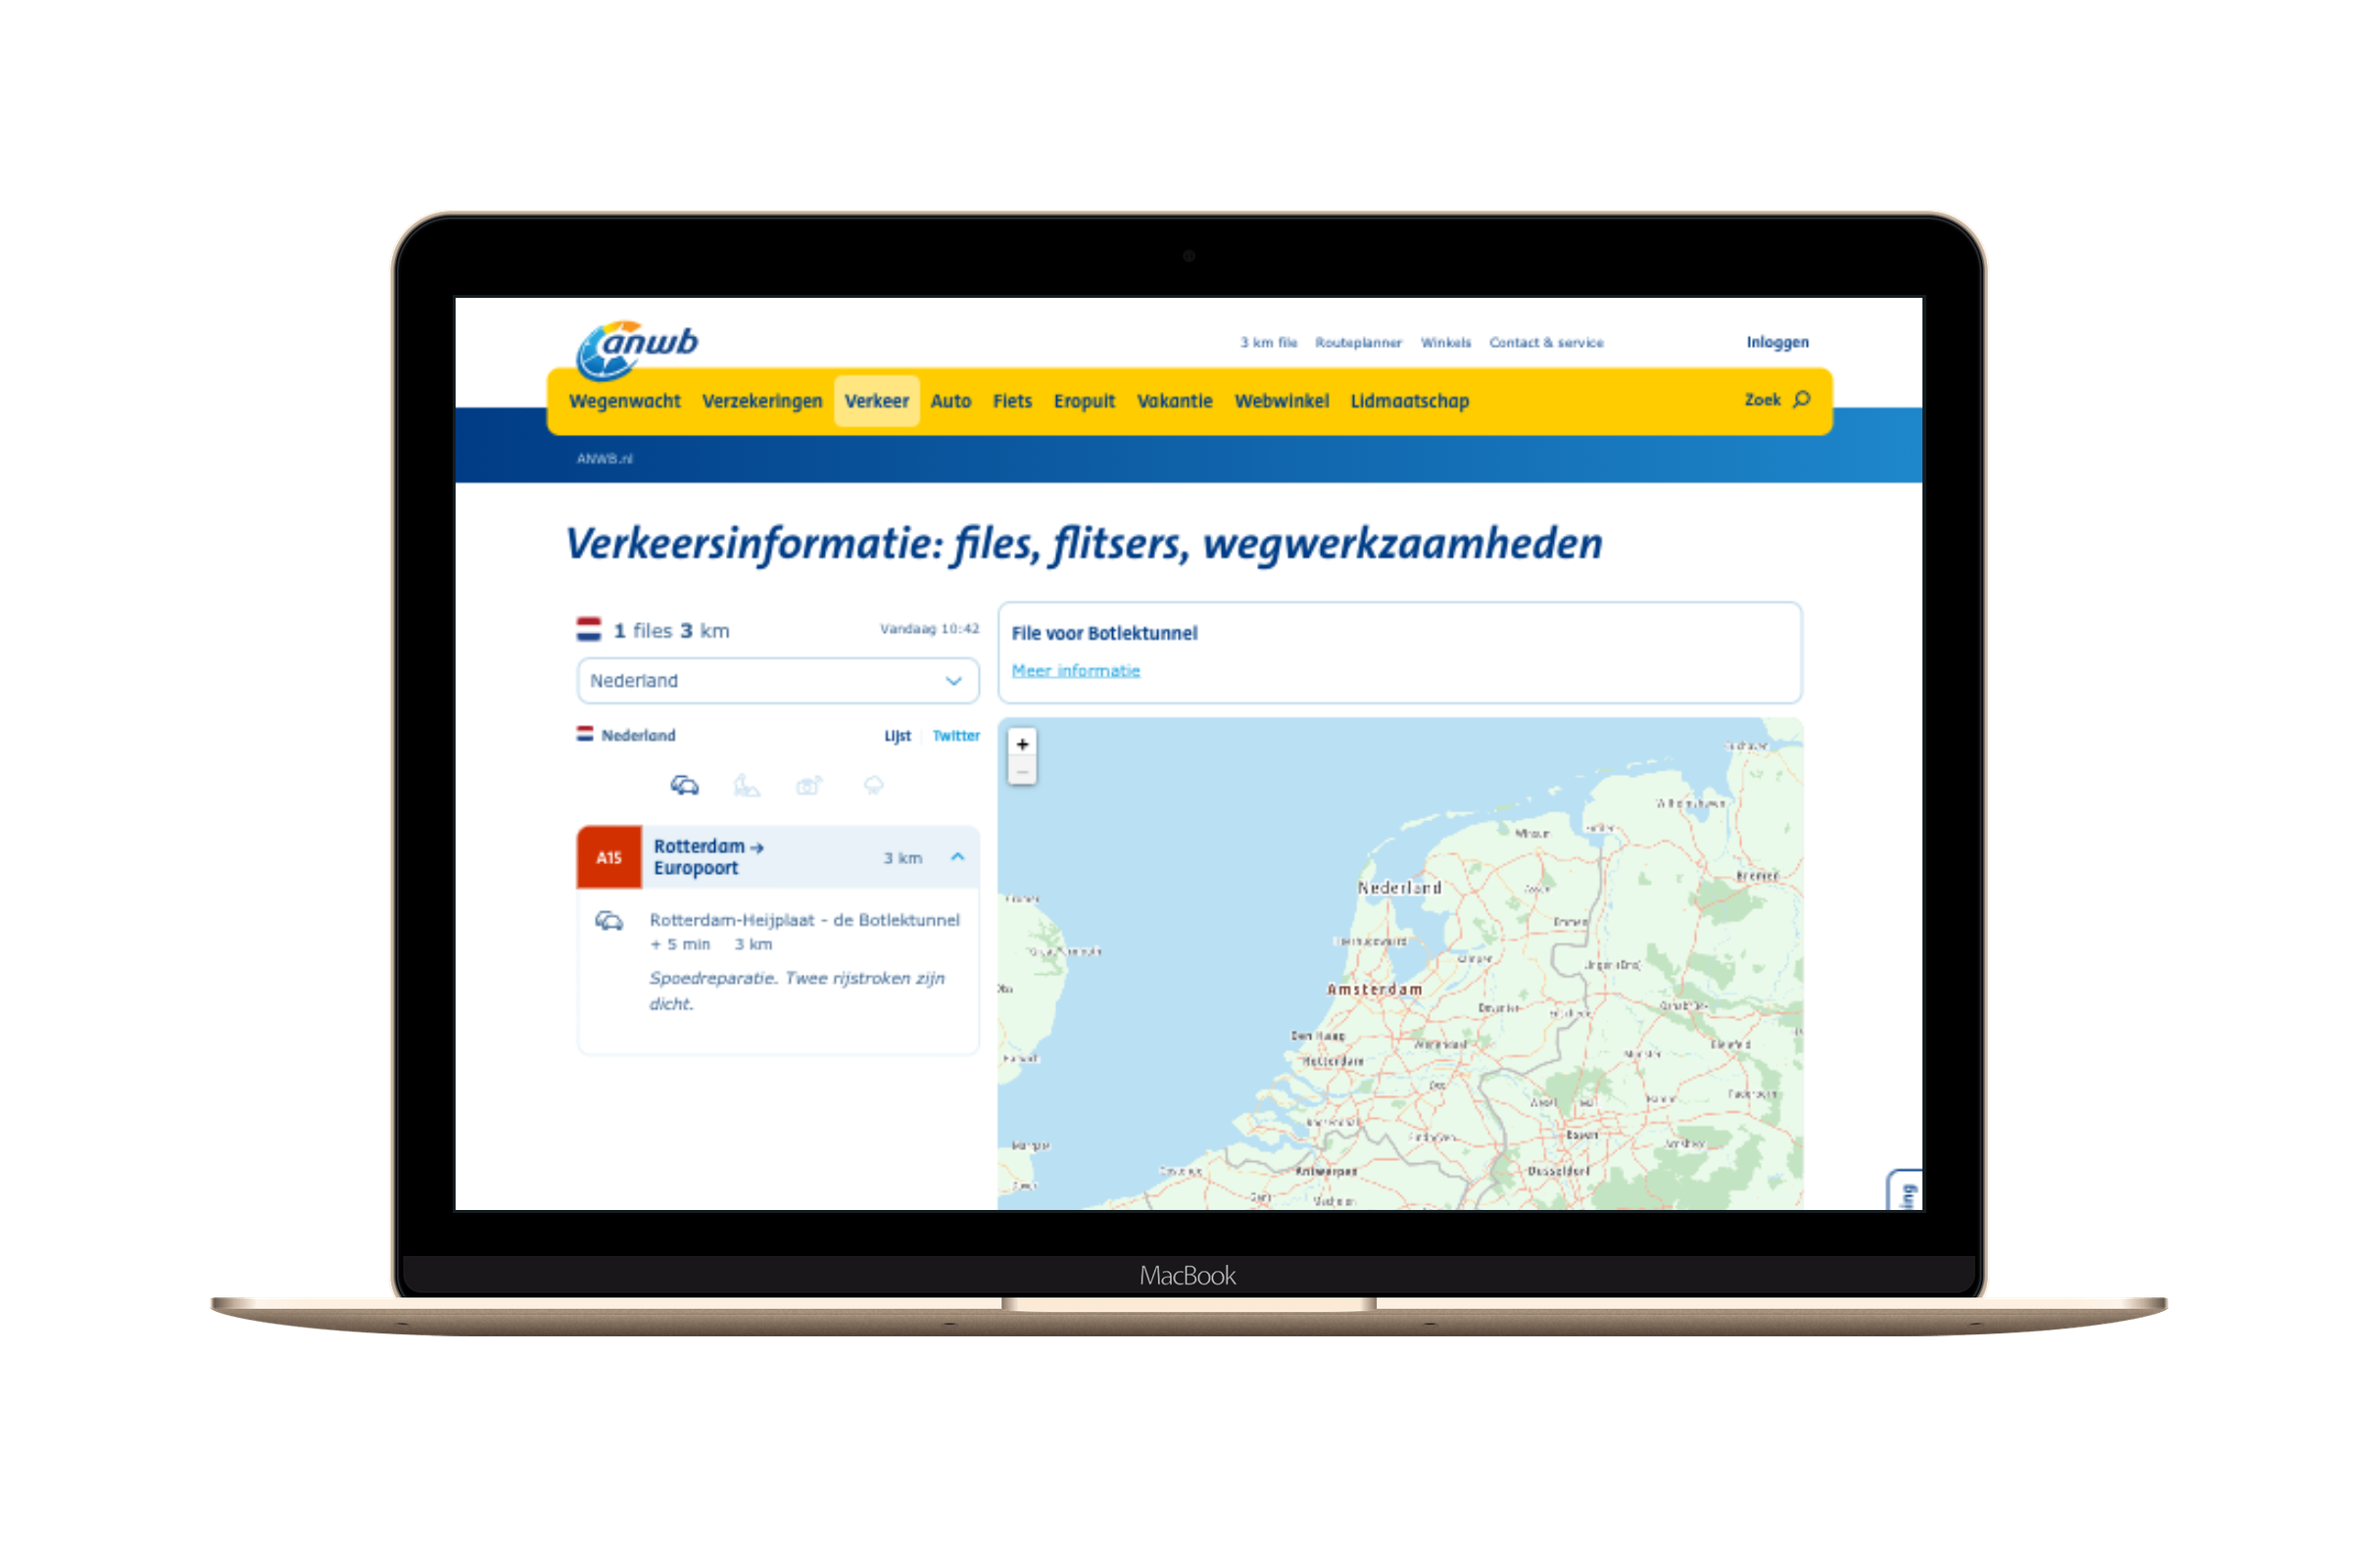 anwb
3 km file Routeplanner Winkels Contact & service Inloggen
Wegenwacht Verzekeringen Verkeer Auto Fiets Eropuit Vakantie Webwinkel Lidmaatschap Zoek
ANWB.nl
Verkeersinformatie: files, flitsers, wegwerkzaamheden
1 files 3 km Vandaag 10:42
Nederland
Nederland Lijst Twitter
A15 Rotterdam → Europoort 3 km
Rotterdam-Heijplaat - de Botlektunnel
+ 5 min 3 km
Spoedreparatie. Twee rijstroken zijn
dicht.
File voor Botlektunnel
Meer informatie
+
−
Bremen
Nederland
Emmen
Amsterdam
Den Haag
Rotterdam
Essen
Antwerpen
Dusseldorf
MacBook